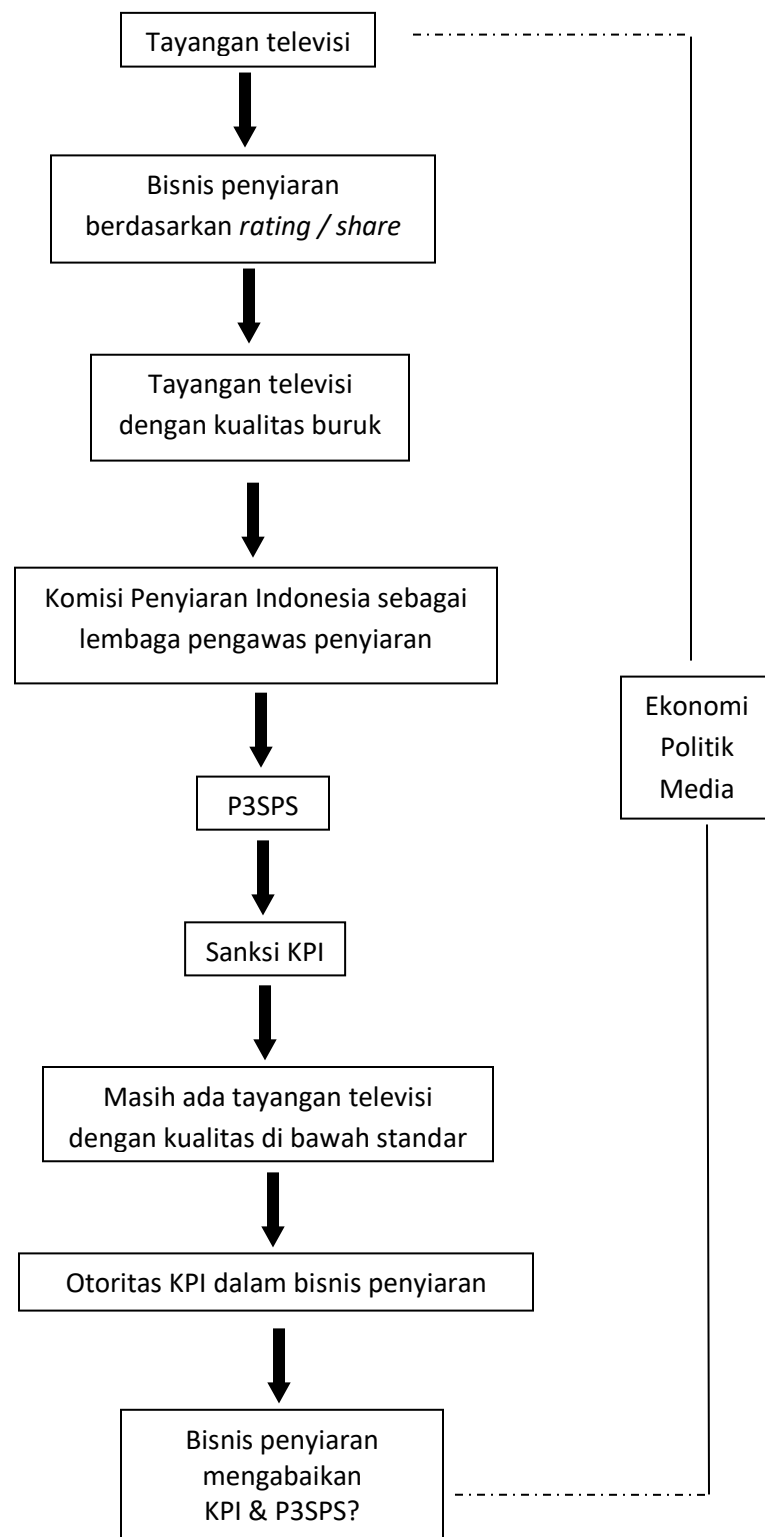 Tayangan televisi
Bisnis penyiaran
berdasarkan rating / share
Tayangan televisi
dengan kualitas buruk
Komisi Penyiaran Indonesia sebagai
lembaga pengawas penyiaran
Ekonomi
Politik
Media
P3SPS
Sanksi KPI
Masih ada tayangan televisi
dengan kualitas di bawah standar
Otoritas KPI dalam bisnis penyiaran
Bisnis penyiaran
mengabaikan
KPI & P3SPS?